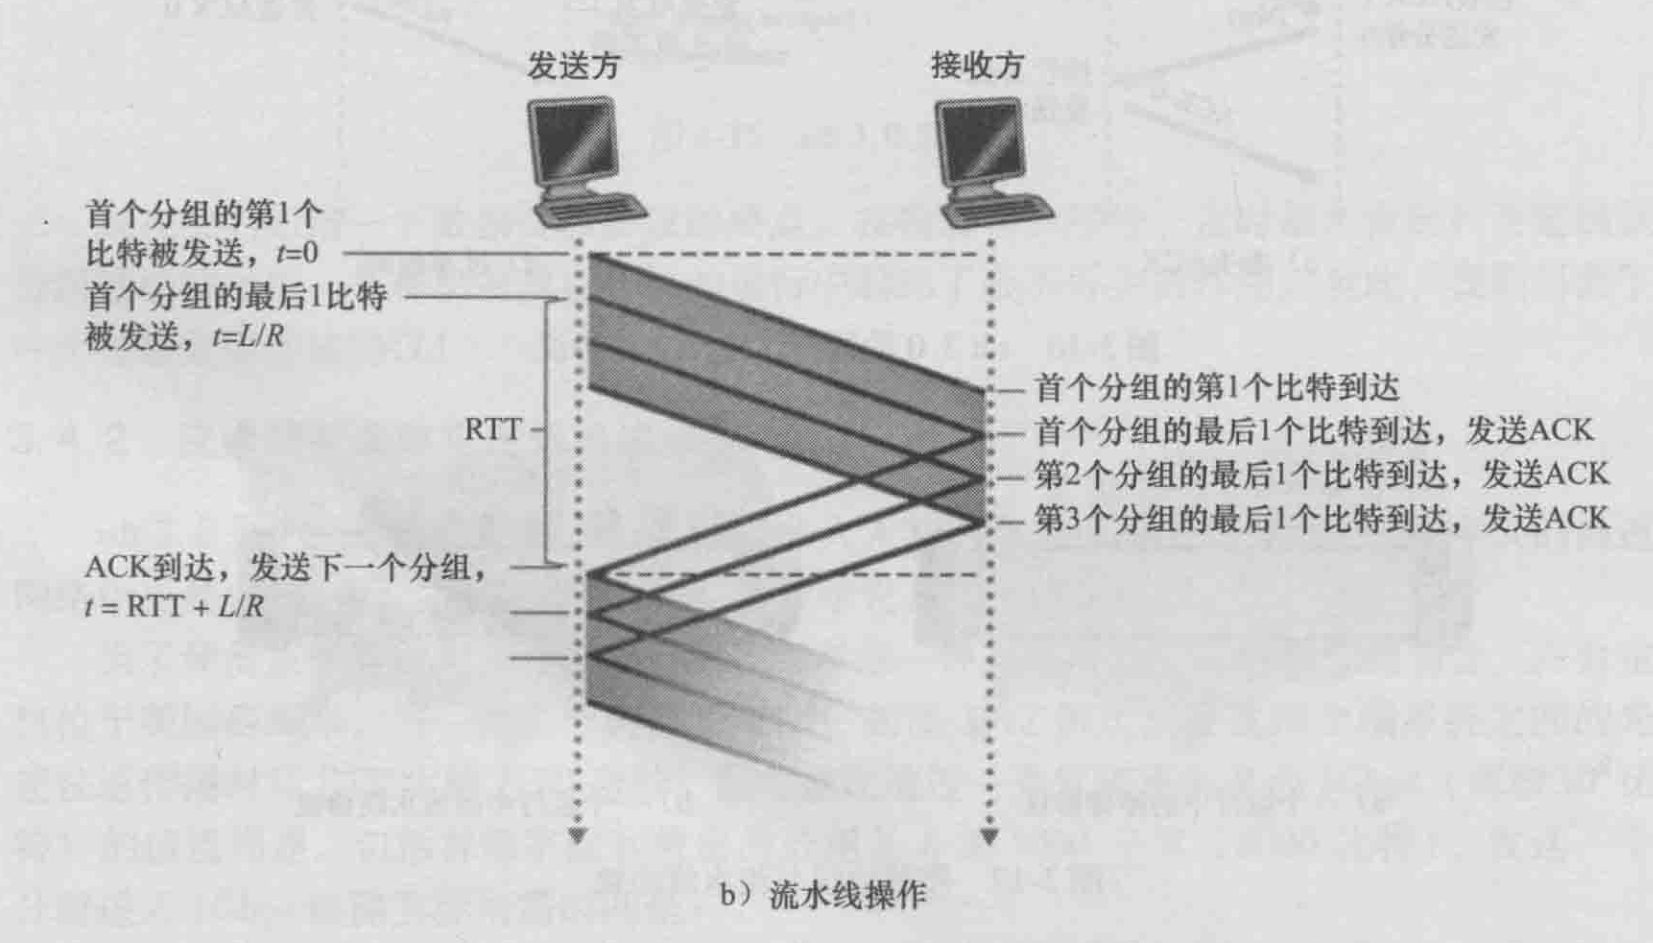 发送方
接收方
首个分组的第1个
比特被发送，t=0
首个分组的最后1比特
被发送，t=L/R
RTT
首个分组的第1个比特到达
首个分组的最后1个比特到达，发送ACK
第2个分组的最后1个比特到达，发送ACK
第3个分组的最后1个比特到达，发送ACK
ACK到达，发送下一个分组，
t = RTT + L/R
b）流水线操作